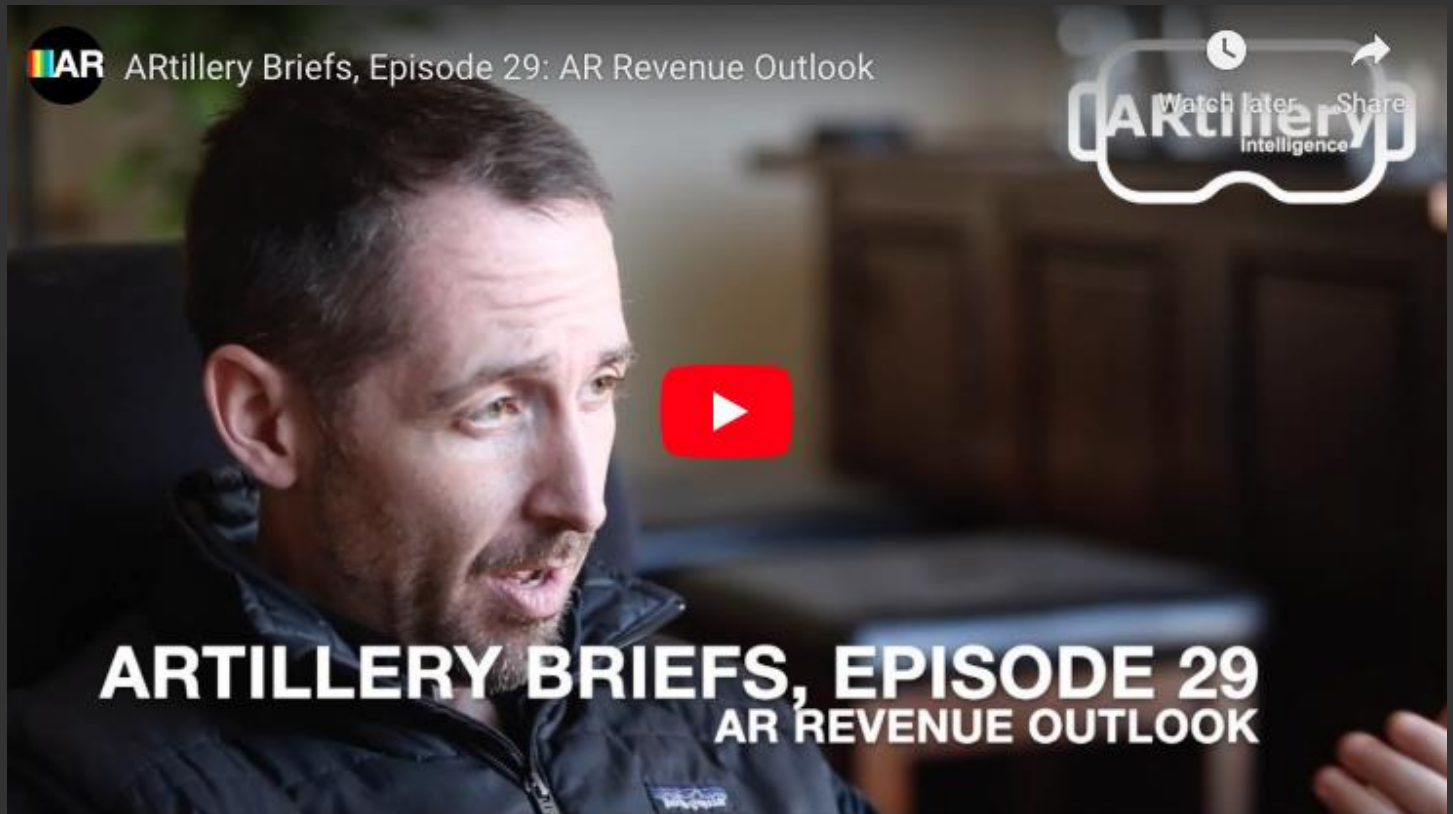 AR
ARtillery Briefs, Episode 29: AR Revenue Outlook
Watch later
Share
ARtillery
Intelligence
ARTILLERY BRIEFS, EPISODE 29
AR REVENUE OUTLOOK